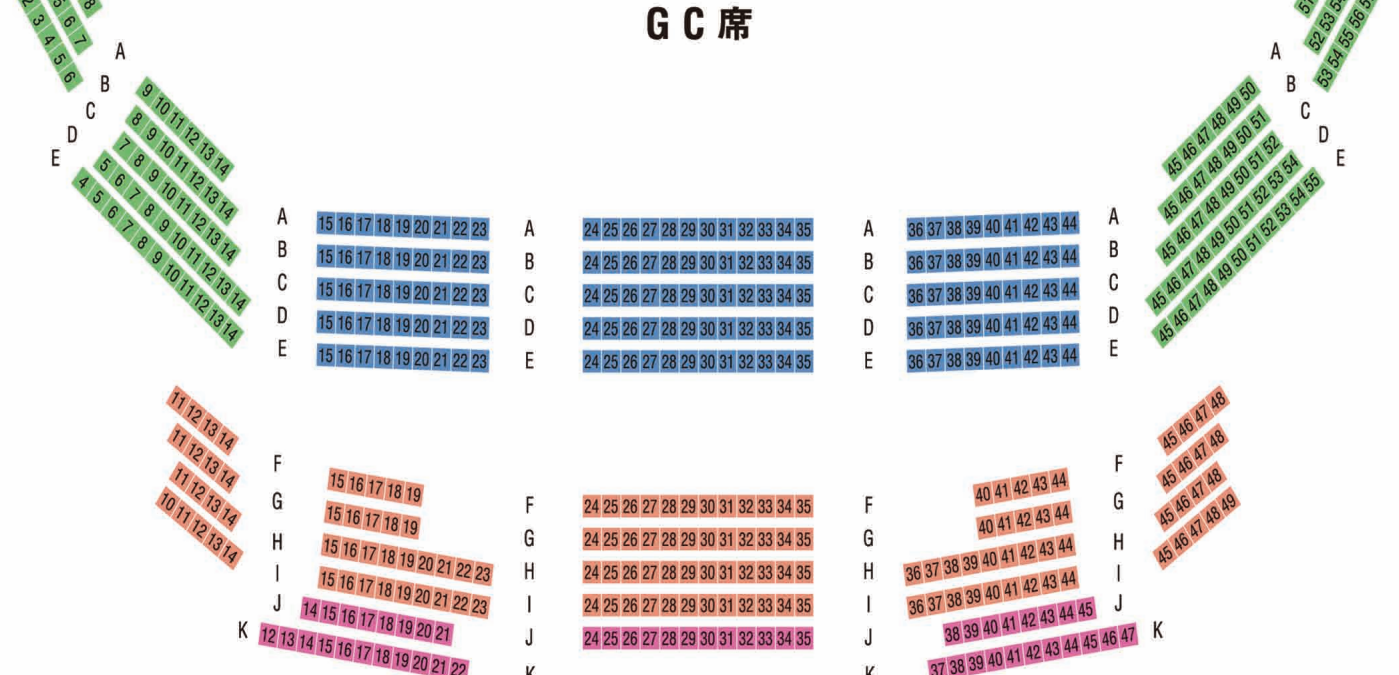 GC席
6 7
3 4 5 6
A
B
C
D
E
9 10 11 12 13 14
8 9 10 11 12 13 14
7 8 9 10 11 12 13 14
5 6 7 8 9 10 11 12 13 14
4 5 6 7 8 9 10 11 12 13 14
52 53
53 54 55 56
A
B
C
D
E
45 46 47 48 49 50
45 46 47 48 49 50 51
45 46 47 48 49 50 51 52
45 46 47 48 49 50 51 52 53 54
45 46 47 48 49 50 51 52 53 54 55
A 15 16 17 18 19 20 21 22 23 A 24 25 26 27 28 29 30 31 32 33 34 35 A 36 37 38 39 40 41 42 43 44 A
B 15 16 17 18 19 20 21 22 23 B 24 25 26 27 28 29 30 31 32 33 34 35 B 36 37 38 39 40 41 42 43 44 B
C 15 16 17 18 19 20 21 22 23 C 24 25 26 27 28 29 30 31 32 33 34 35 C 36 37 38 39 40 41 42 43 44 C
D 15 16 17 18 19 20 21 22 23 D 24 25 26 27 28 29 30 31 32 33 34 35 D 36 37 38 39 40 41 42 43 44 D
E 15 16 17 18 19 20 21 22 23 E 24 25 26 27 28 29 30 31 32 33 34 35 E 36 37 38 39 40 41 42 43 44 E
11 12 13 14 F 15 16 17 18 19 F 24 25 26 27 28 29 30 31 32 33 34 35 F 40 41 42 43 44 F 45 46 47 48
11 12 13 14 G 15 16 17 18 19 G 24 25 26 27 28 29 30 31 32 33 34 35 G 40 41 42 43 44 G 45 46 47 48
11 12 13 14 H 15 16 17 18 19 20 21 22 23 H 24 25 26 27 28 29 30 31 32 33 34 35 H 36 37 38 39 40 41 42 43 44 H 45 46 47 48
10 11 12 13 14 I 15 16 17 18 19 20 21 22 23 I 24 25 26 27 28 29 30 31 32 33 34 35 I 36 37 38 39 40 41 42 43 44 I 45 46 47 48 49
J 14 15 16 17 18 19 20 21 J 24 25 26 27 28 29 30 31 32 33 34 35 J 38 39 40 41 42 43 44 45 J
K 12 13 14 15 16 17 18 19 20 21 22 K K 37 38 39 40 41 42 43 44 45 46 47 K